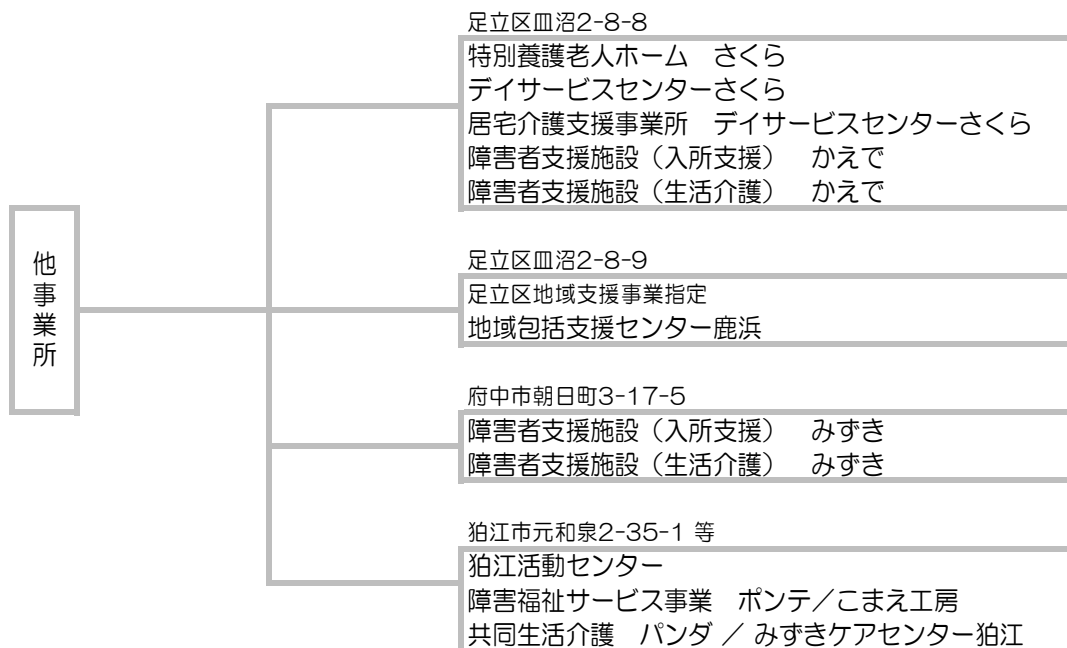 足立区皿沼2-8-8
特別養護老人ホーム　さくら
デイサービスセンターさくら
居宅介護支援事業所　デイサービスセンターさくら
障害者支援施設（入所支援）　かえで
障害者支援施設（生活介護）　かえで
他事業所
足立区皿沼2-8-9
足立区地域支援事業指定
地域包括支援センター鹿浜
府中市朝日町3-17-5
障害者支援施設（入所支援）　みずき
障害者支援施設（生活介護）　みずき
狛江市元和泉2-35-1 等
狛江活動センター
障害福祉サービス事業　ポンテ／こまえ工房
共同生活介護　パンダ ／ みずきケアセンター狛江